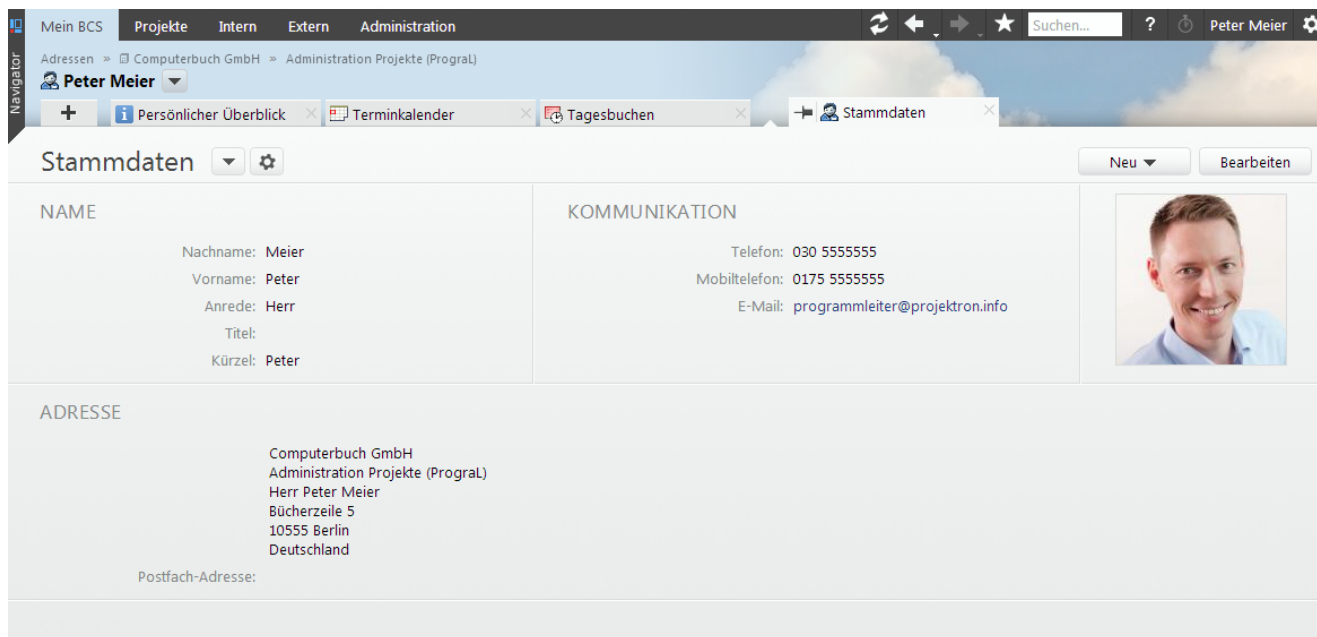 Mein BCS Projekte Intern Extern Administration Suchen... ? Peter Meier
Navigator
Adressen » Computerbuch GmbH » Administration Projekte (PrograL)
Peter Meier
+ Persönlicher Überblick Terminkalender Tagesbuchen Stammdaten
Stammdaten Neu Bearbeiten
NAME
Nachname: Meier
Vorname: Peter
Anrede: Herr
Titel:
Kürzel: Peter
KOMMUNIKATION
Telefon: 030 5555555
Mobiltelefon: 0175 5555555
E-Mail: programmleiter@projektron.info
ADRESSE
Computerbuch GmbH
Administration Projekte (PrograL)
Herr Peter Meier
Bücherzeile 5
10555 Berlin
Deutschland
Postfach-Adresse: